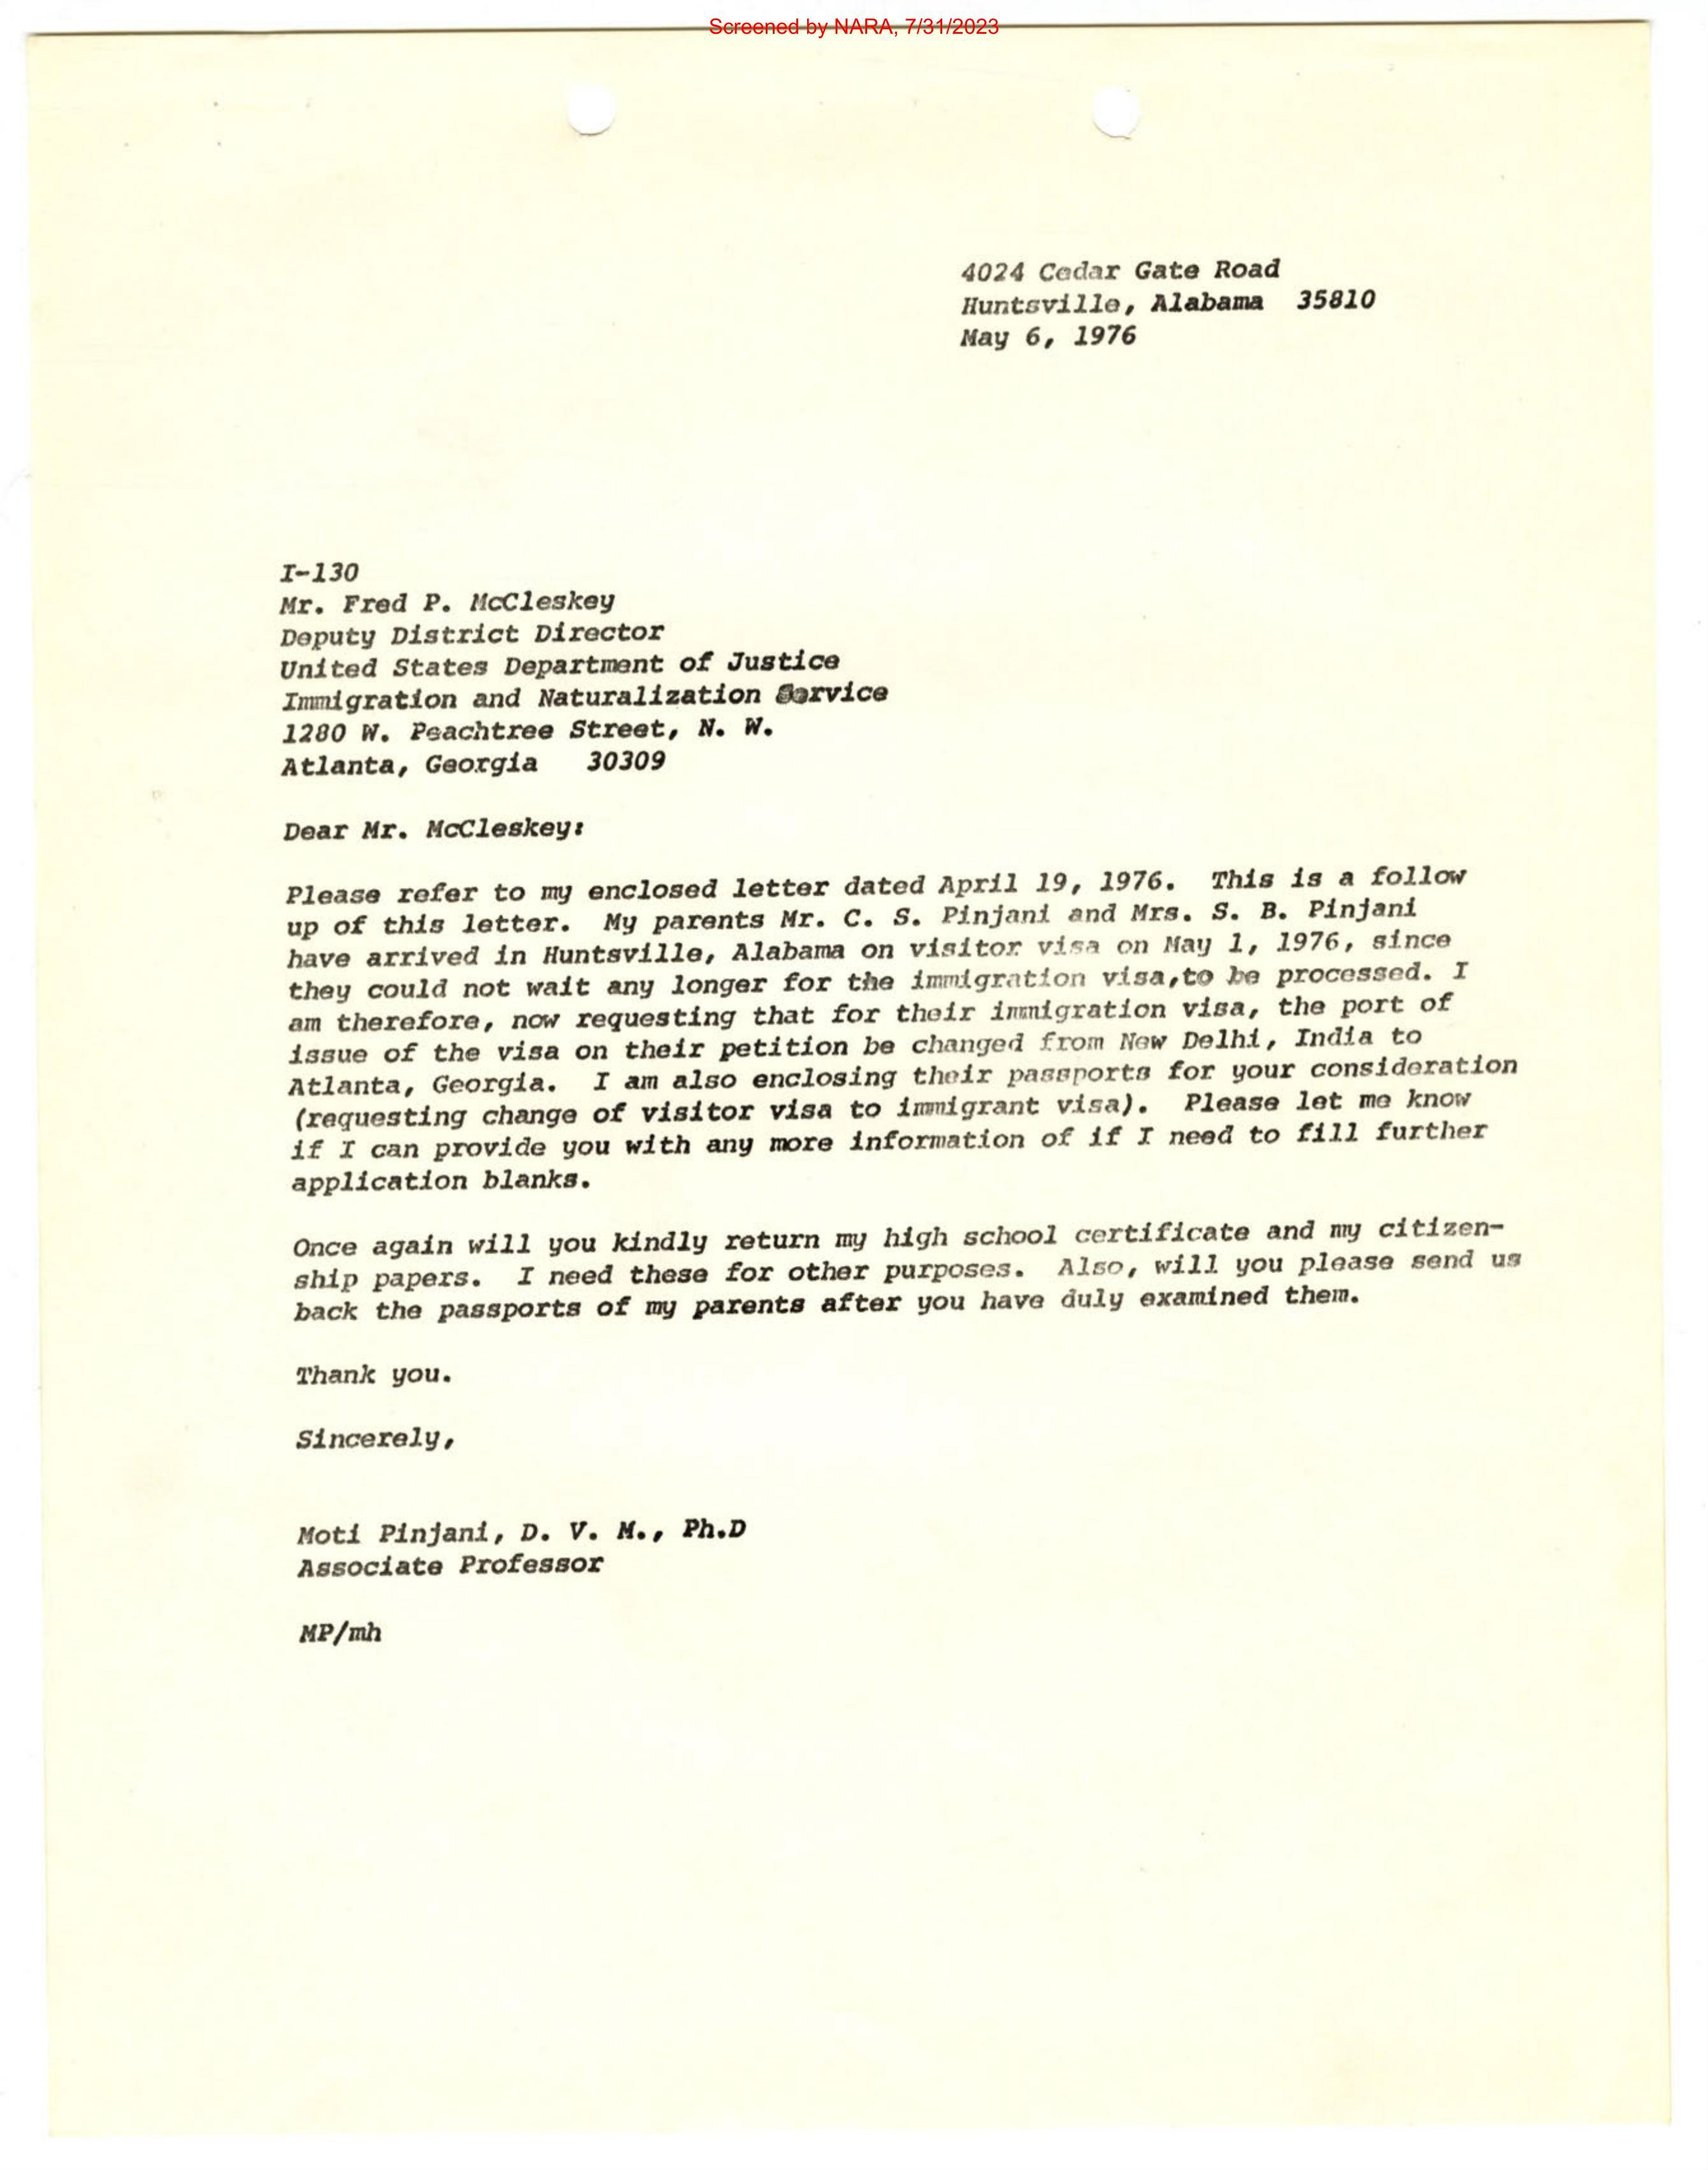 Screened by NARA, 7/31/2023
4024 Cedar Gate Road
Huntsville, Alabama 35810
May 6, 1976
I-130
Mr. Fred P. McCleskey
Deputy District Director
United States Department of Justice
Immigration and Naturalization Service
1280 W. Peachtree Street, N. W.
Atlanta, Georgia 30309
Dear Mr. McCleskey:
Please refer to my enclosed letter dated April 19, 1976. This is a follow
up of this letter. My parents Mr. C. S. Pinjani and Mrs. S. B. Pinjani
have arrived in Huntsville, Alabama on visitor visa on May 1, 1976, since
they could not wait any longer for the immigration visa,to be processed. I
am therefore, now requesting that for their immigration visa, the port of
issue of the visa on their petition be changed from New Delhi, India to
Atlanta, Georgia. I am also enclosing their passports for your consideration
(requesting change of visitor visa to immigrant visa). Please let me know
if I can provide you with any more information of if I need to fill further
application blanks.
Once again will you kindly return my high school certificate and my citizen-
ship papers. I need these for other purposes. Also, will you please send us
back the passports of my parents after you have duly examined them.
Thank you.
Sincerely,
Moti Pinjani, D. V. M., Ph.D
Associate Professor
MP/mh